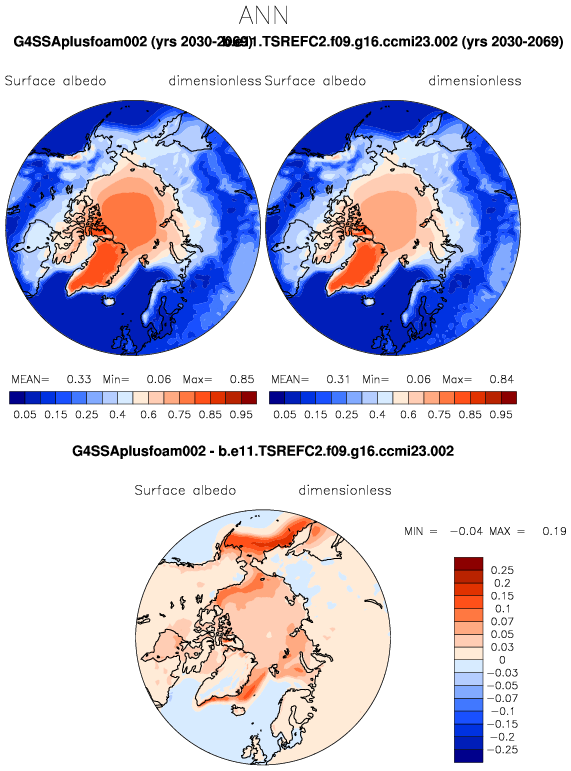 ANN
G4SSAplusfoam002 (yrs 2030-2069) b.e11.TSREFC2.f09.g16.ccmi23.002 (yrs 2030-2069)
Surface albedo dimensionless Surface albedo dimensionless
MEAN= 0.33 Min= 0.06 Max= 0.85 MEAN= 0.31 Min= 0.06 Max= 0.84
0.05 0.15 0.25 0.4 0.6 0.75 0.85 0.95 0.05 0.15 0.25 0.4 0.6 0.75 0.85 0.95
G4SSAplusfoam002 - b.e11.TSREFC2.f09.g16.ccmi23.002
Surface albedo dimensionless
MIN = -0.04 MAX = 0.19
0.25
0.2
0.15
0.1
0.07
0.05
0.03
0
-0.03
-0.05
-0.07
-0.1
-0.15
-0.2
-0.25